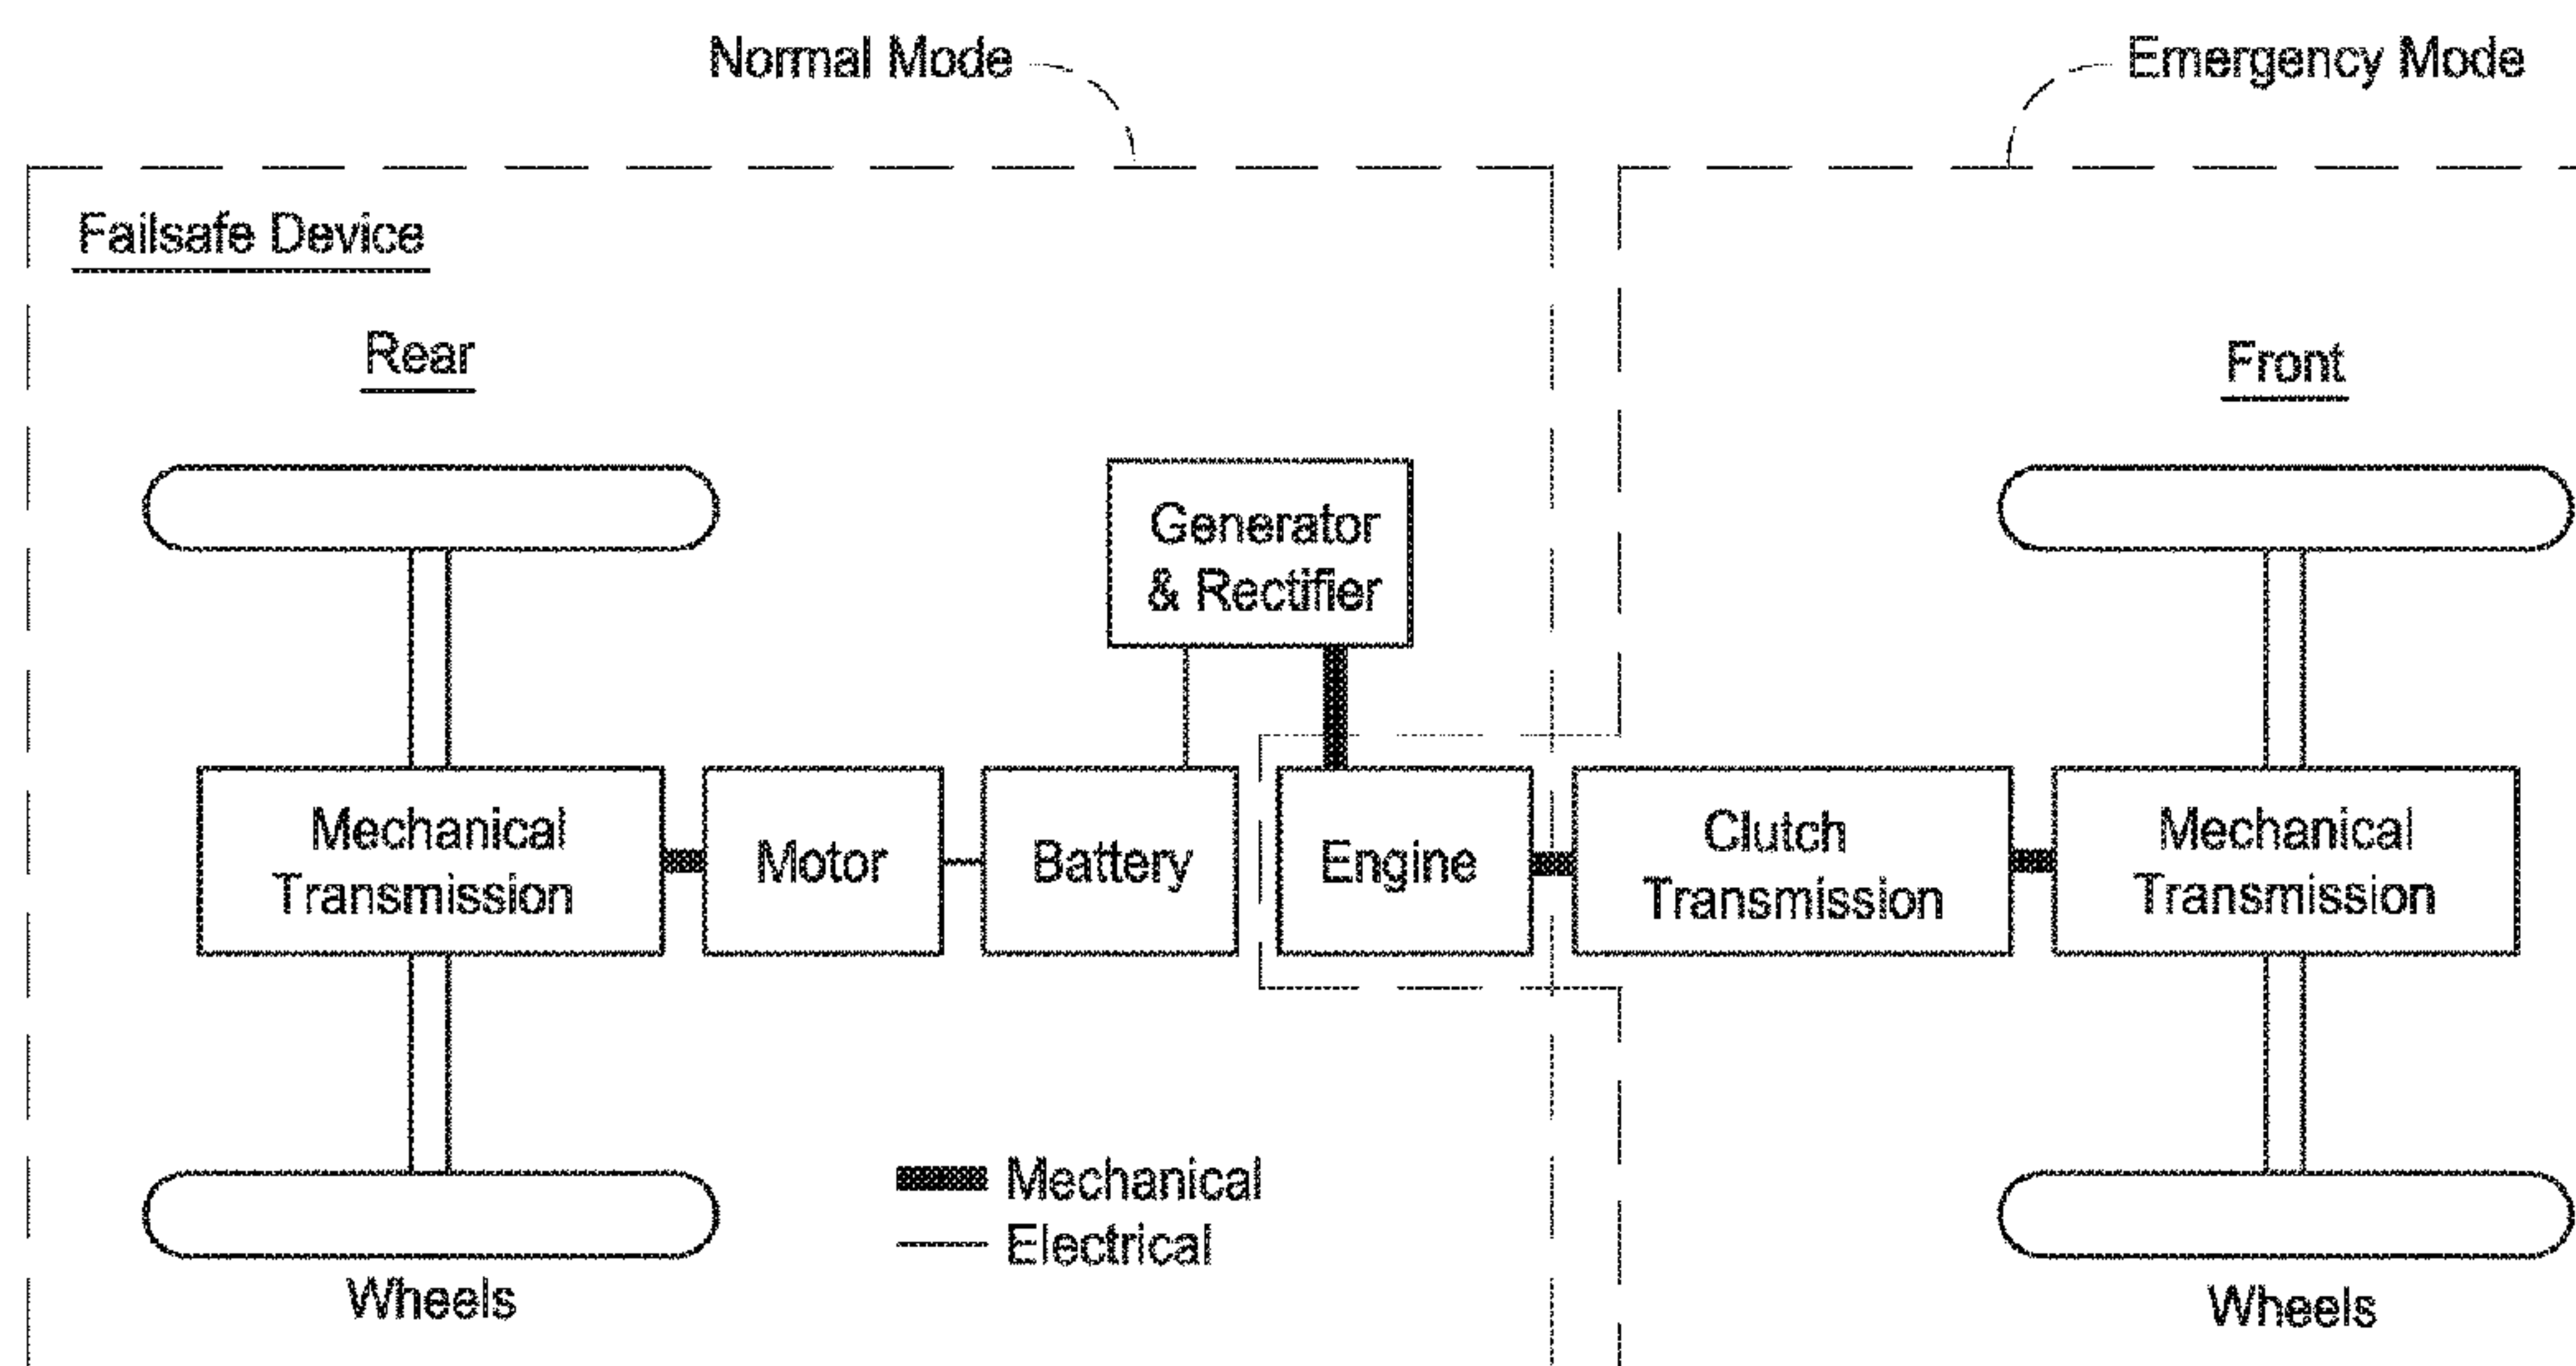 Normal Mode
Emergency Mode
Failsafe Device
Rear
Front
Generator
& Rectifier
Mechanical
Transmission
Motor
Battery
Engine
Clutch
Transmission
Mechanical
Transmission
Mechanical
Electrical
Wheels
Wheels